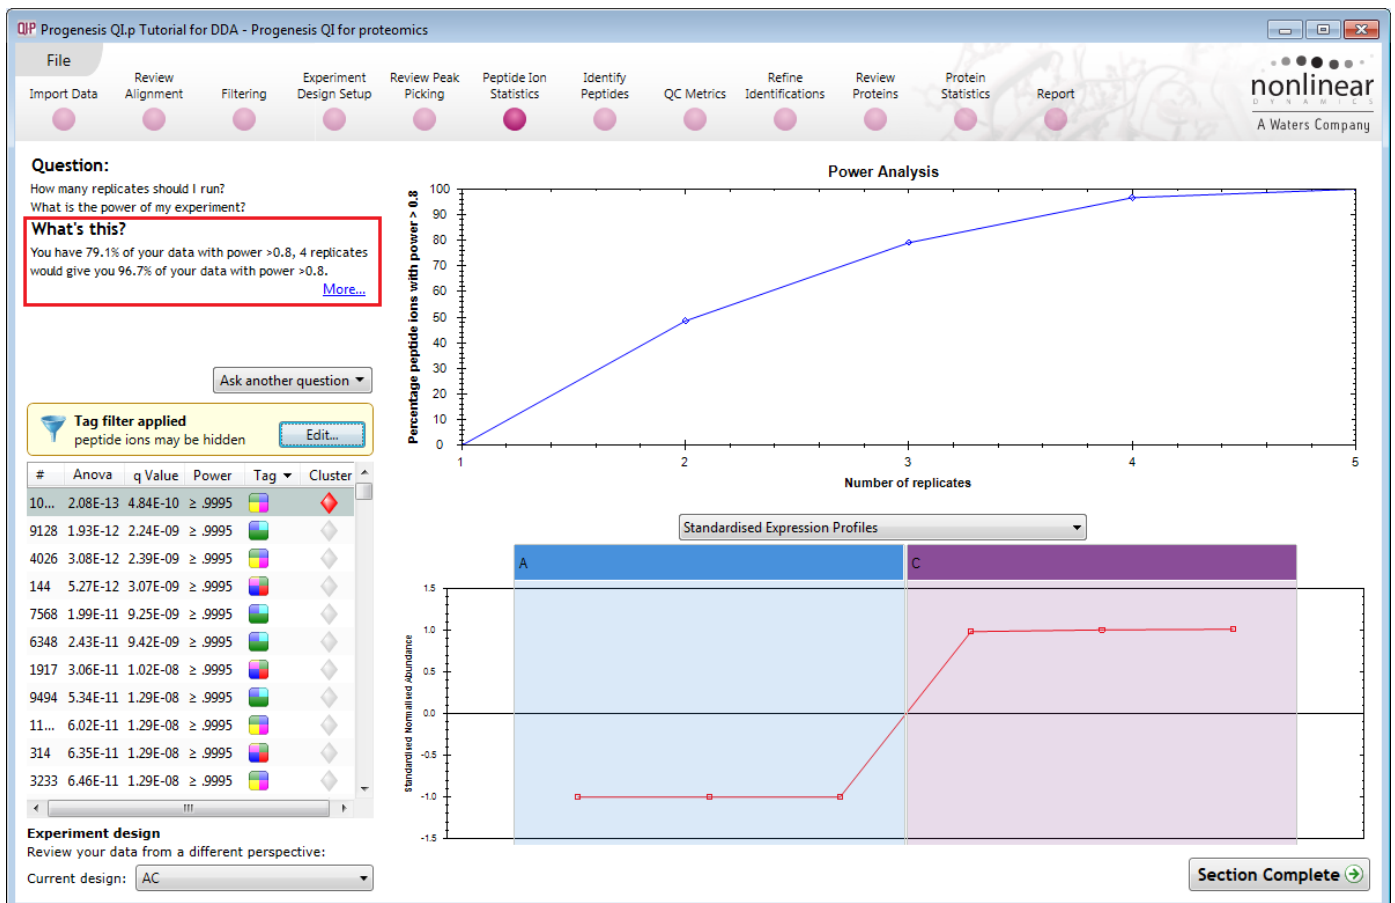 QIP Progenesis QI.p Tutorial for DDA - Progenesis QI for proteomics
File
Import Data
Review
Alignment
Filtering
Experiment
Design Setup
Review Peak
Picking
Peptide Ion
Statistics
Identify
Peptides
QC Metrics
Refine
Identifications
Review
Proteins
Protein
Statistics
Report
nonlinear
DYNAMICS
A Waters Company
Question:
How many replicates should I run?
What is the power of my experiment?
What's this?
You have 79.1% of your data with power >0.8, 4 replicates
would give you 96.7% of your data with power >0.8.
More...
Ask another question
Tag filter applied
peptide ions may be hidden
Edit...
# Anova q Value Power Tag Cluster
10... 2.08E-13 4.84E-10 ≥ .9995
9128 1.93E-12 2.24E-09 ≥ .9995
4026 3.08E-12 2.39E-09 ≥ .9995
144 5.27E-12 3.07E-09 ≥ .9995
7568 1.99E-11 9.25E-09 ≥ .9995
6348 2.43E-11 9.42E-09 ≥ .9995
1917 3.06E-11 1.02E-08 ≥ .9995
9494 5.34E-11 1.29E-08 ≥ .9995
11... 6.02E-11 1.29E-08 ≥ .9995
314 6.35E-11 1.29E-08 ≥ .9995
3233 6.46E-11 1.29E-08 ≥ .9995
Experiment design
Review your data from a different perspective:
Current design: AC
Power Analysis
Percentage peptide ions with power > 0.8
100
90
80
70
60
50
40
30
20
10
0
1 2 3 4 5
Number of replicates
Standardised Expression Profiles
A C
Standardised Normalised Abundance
1.5
1.0
0.5
0.0
-0.5
-1.0
-1.5
Section Complete